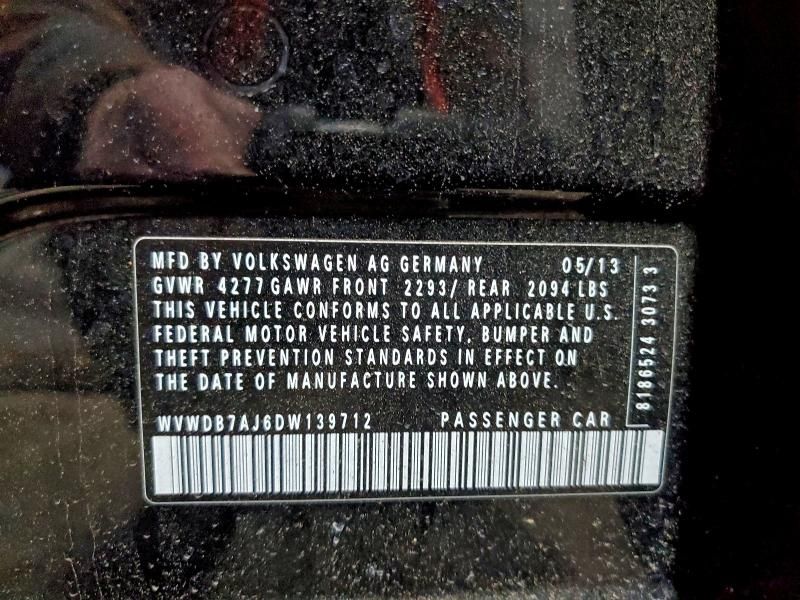 MFD BY VOLKSWAGEN AG GERMANY 05/13
GVWR 4277 GAWR FRONT 2293/ REAR 2094 LBS
THIS VEHICLE CONFORMS TO ALL APPLICABLE U.S.
FEDERAL MOTOR VEHICLE SAFETY, BUMPER AND
THEFT PREVENTION STANDARDS IN EFFECT ON
THE DATE OF MANUFACTURE SHOWN ABOVE.
WVWDB7AJ6DW139712 PASSENGER CAR
8186524 3073 3